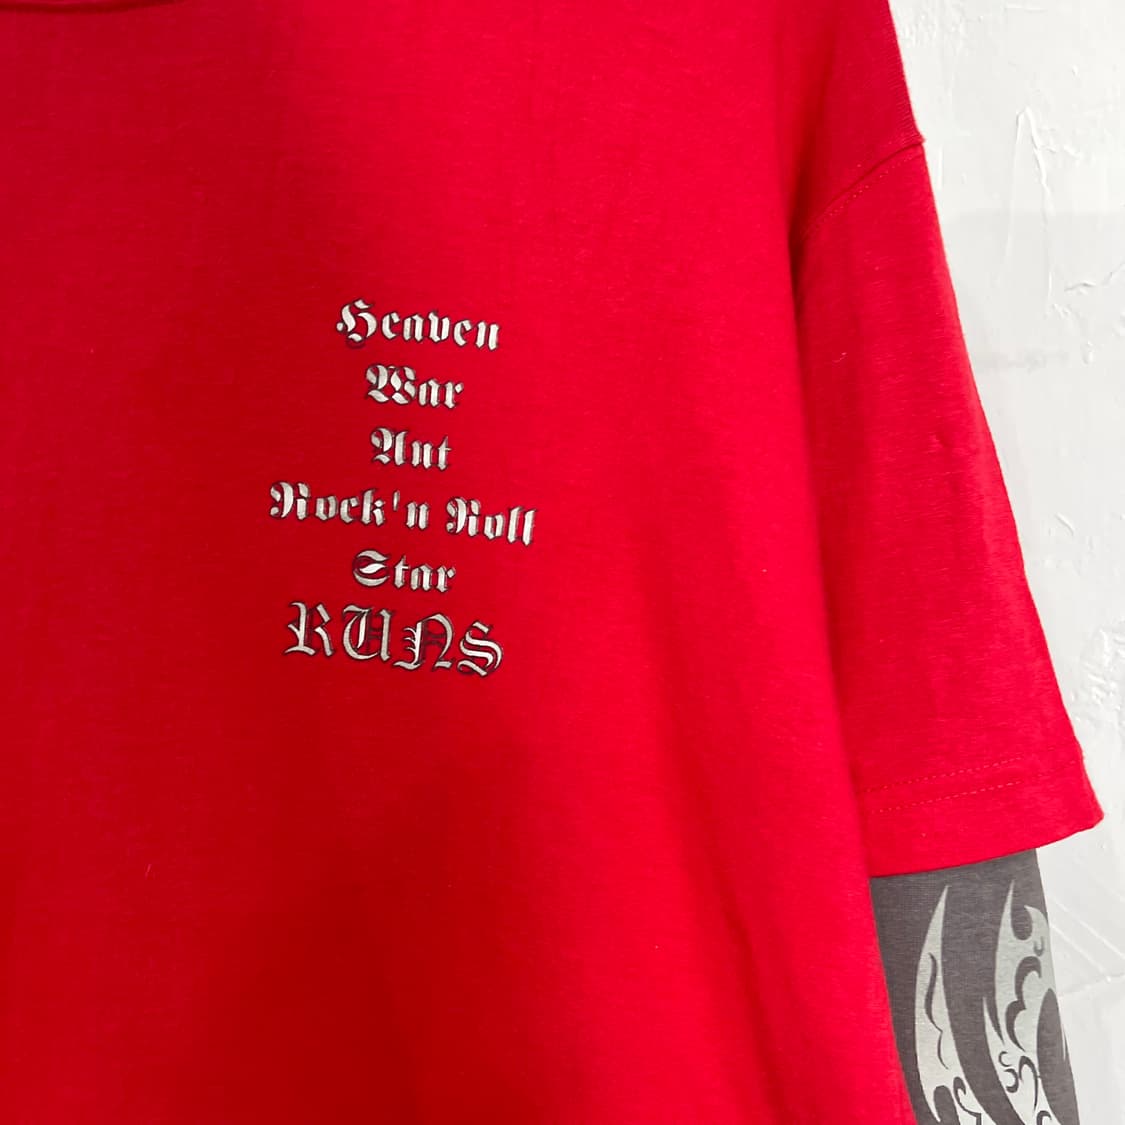 Heaven
War
Ant
Rock'n Roll
Star
RUNS